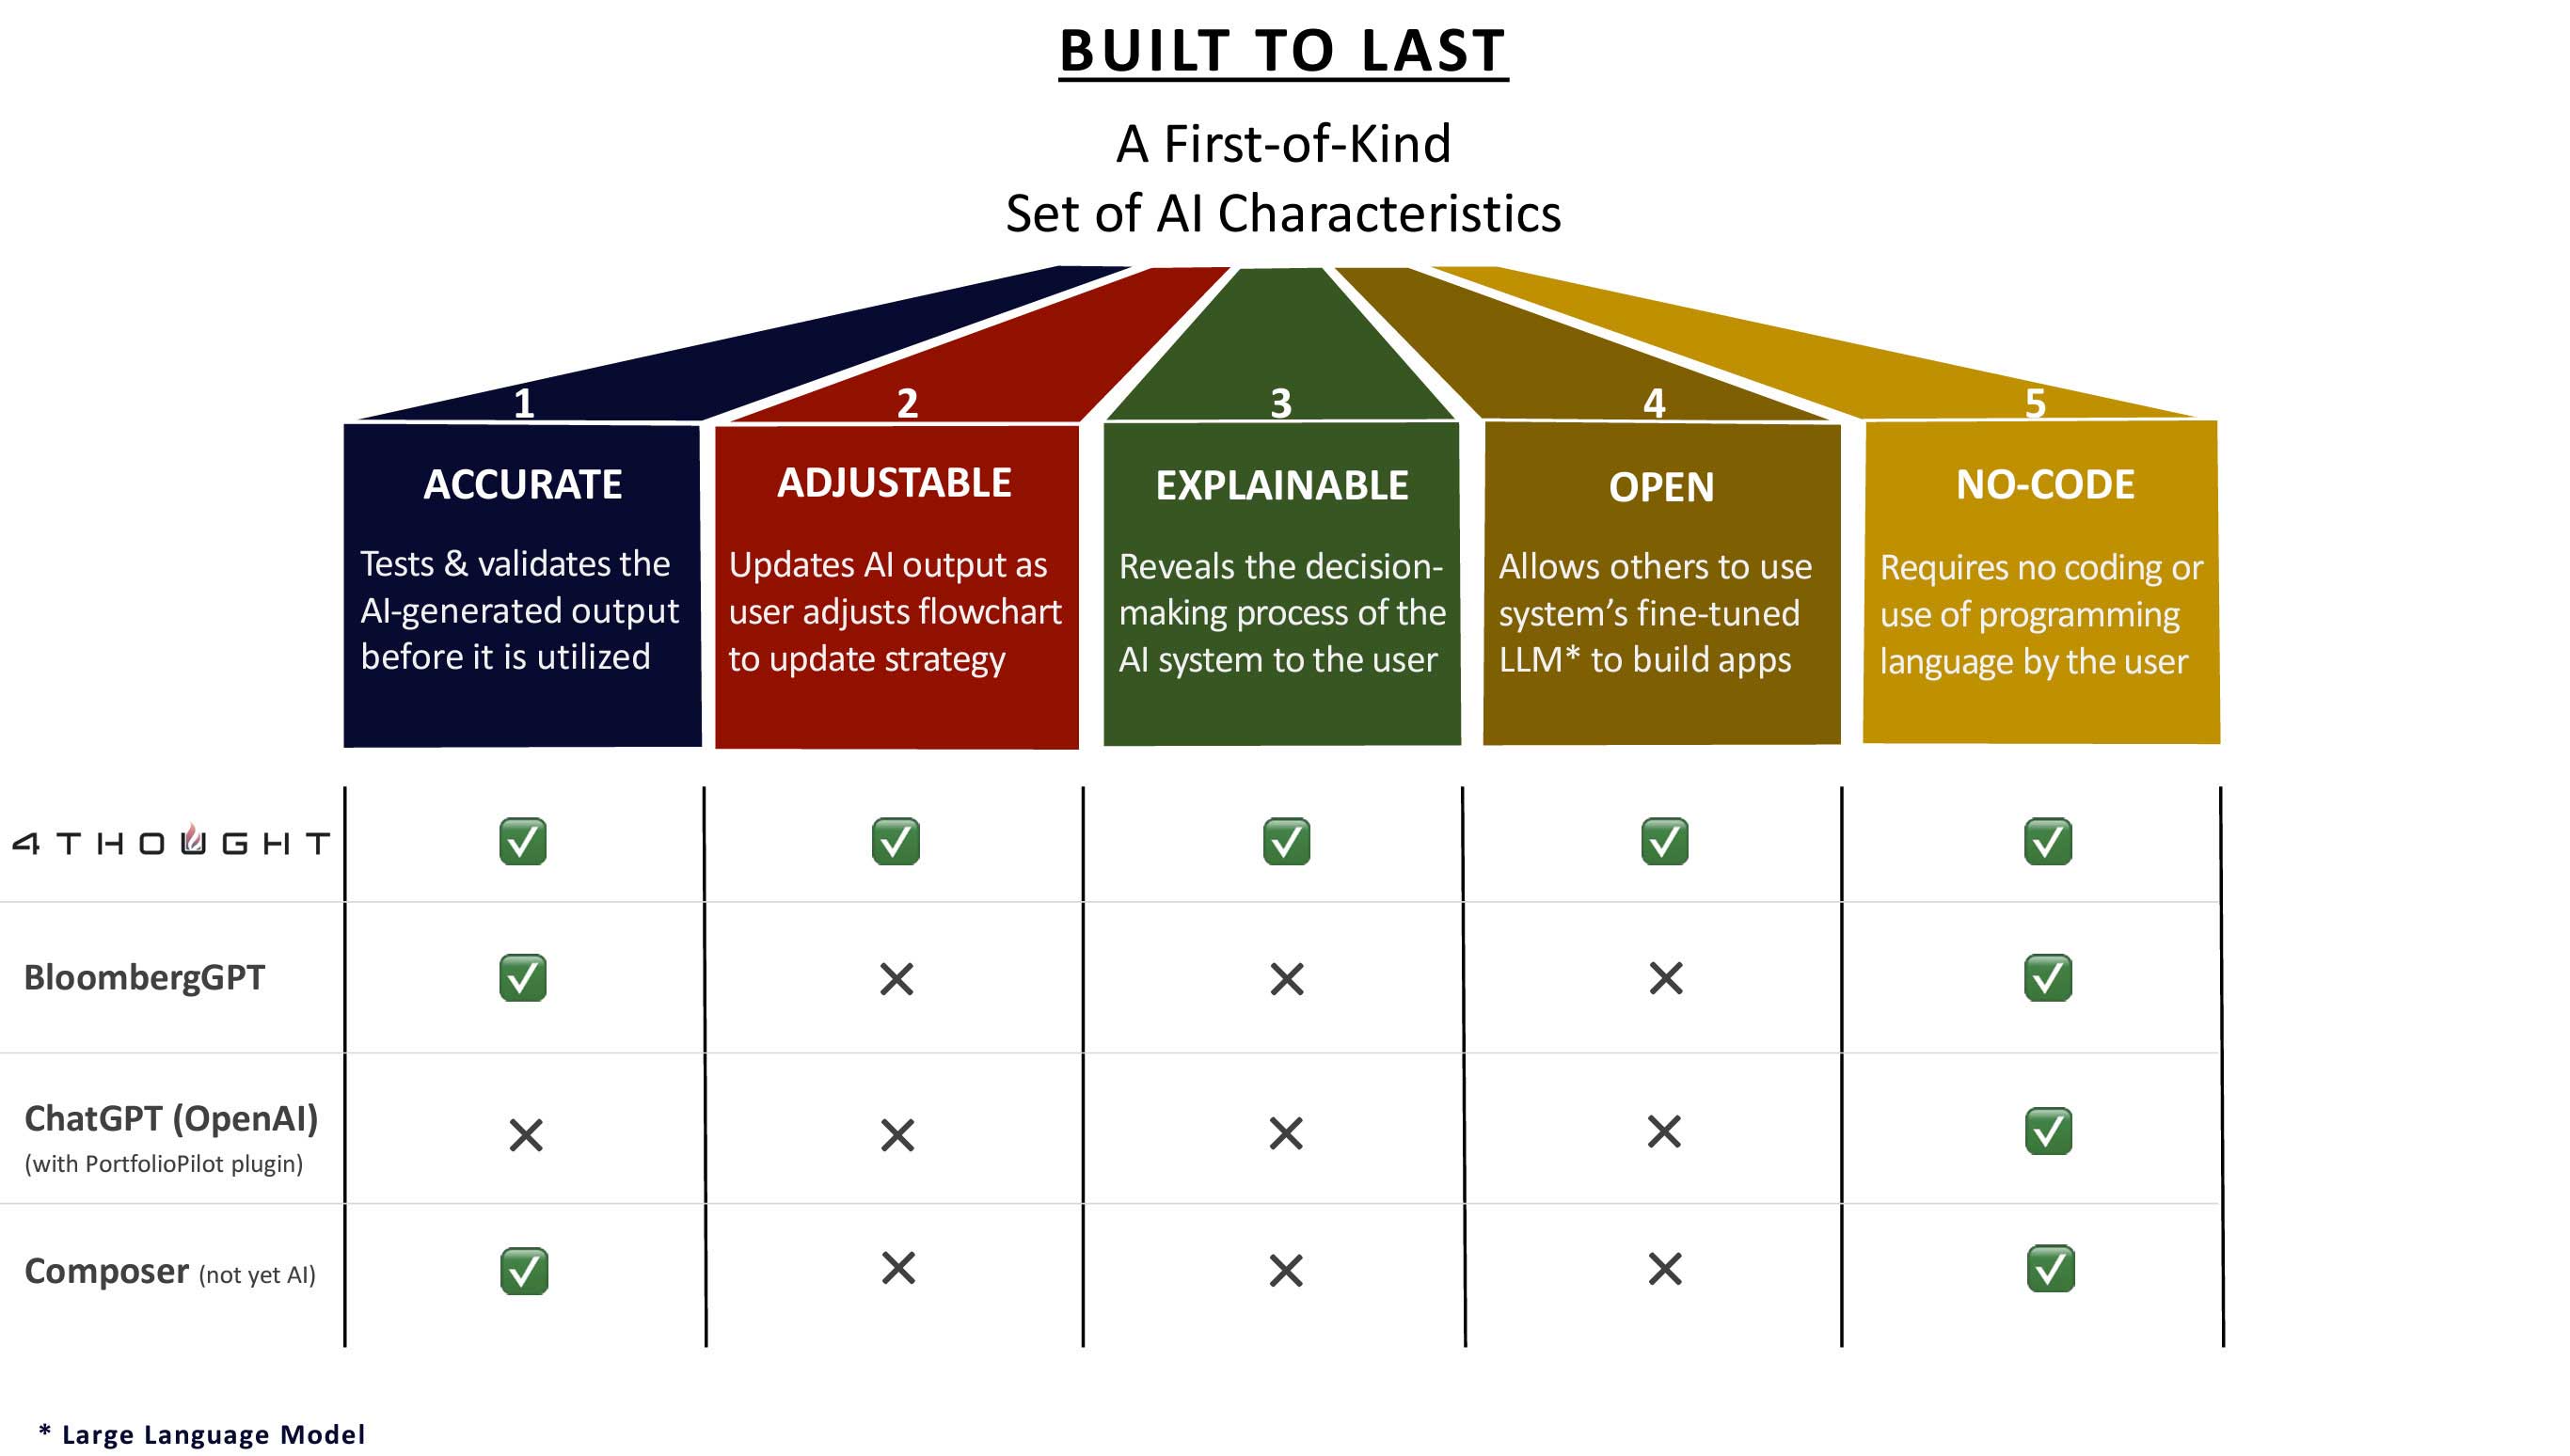 BUILT TO LAST
A First-of-Kind
Set of AI Characteristics
1
2
3
4
5
ACCURATE
Tests & validates the
AI-generated output
before it is utilized
ADJUSTABLE
Updates AI output as
user adjusts flowchart
to update strategy
EXPLAINABLE
Reveals the decision-
making process of the
AI system to the user
OPEN
Allows others to use
system’s fine-tuned
LLM* to build apps
NO-CODE
Requires no coding or
use of programming
language by the user
4THOUGHT
BloombergGPT
ChatGPT (OpenAI)
(with PortfolioPilot plugin)
Composer (not yet AI)
* Large Language Model